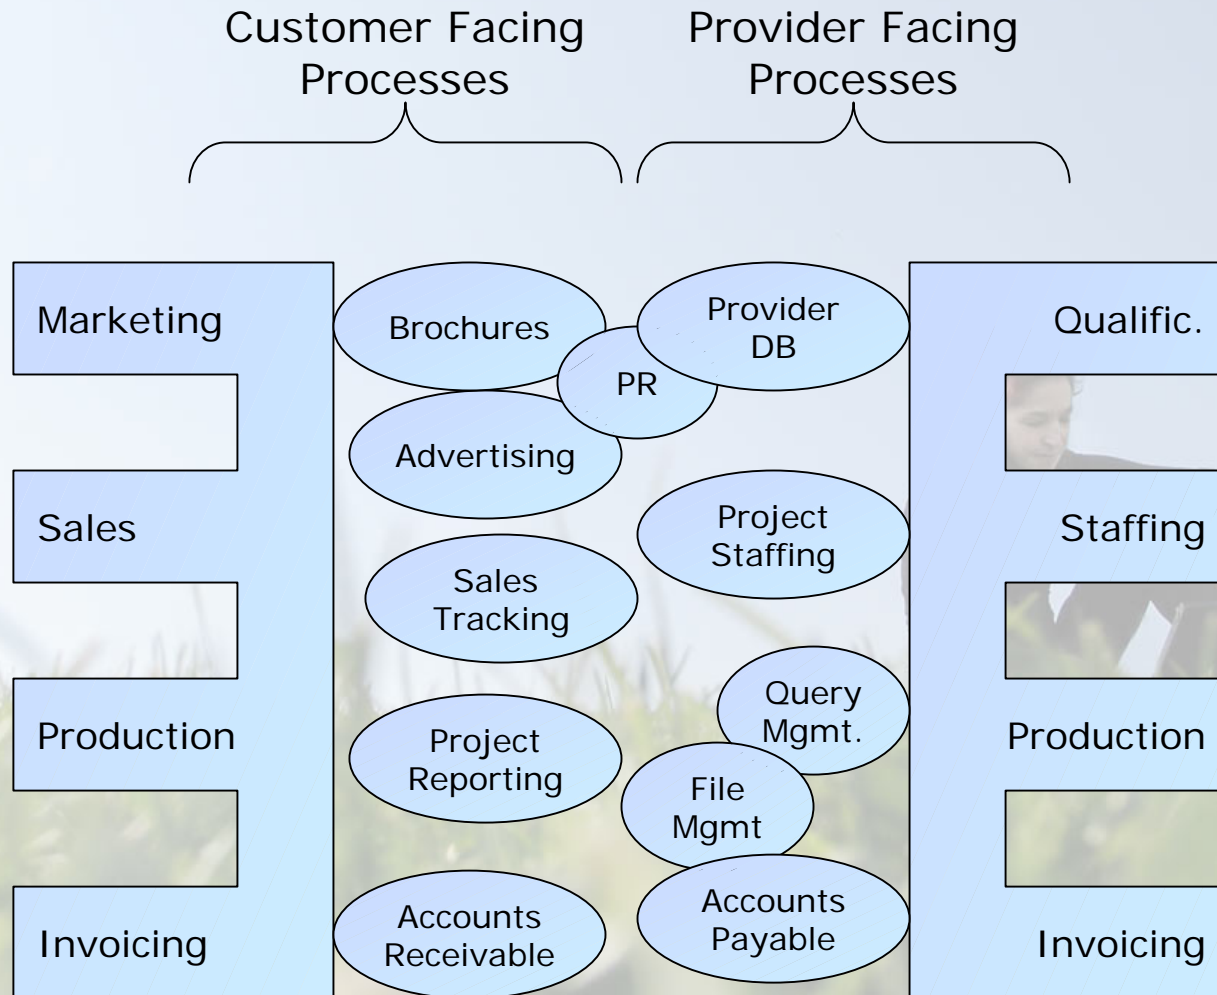 Customer Facing
Processes
Provider Facing
Processes
Marketing
Brochures
Provider
DB
Qualific.
PR
Advertising
Sales
Project
Staffing
Staffing
Sales
Tracking
Query
Mgmt.
Production
Project
Reporting
Production
File
Mgmt
Accounts
Receivable
Accounts
Payable
Invoicing
Invoicing